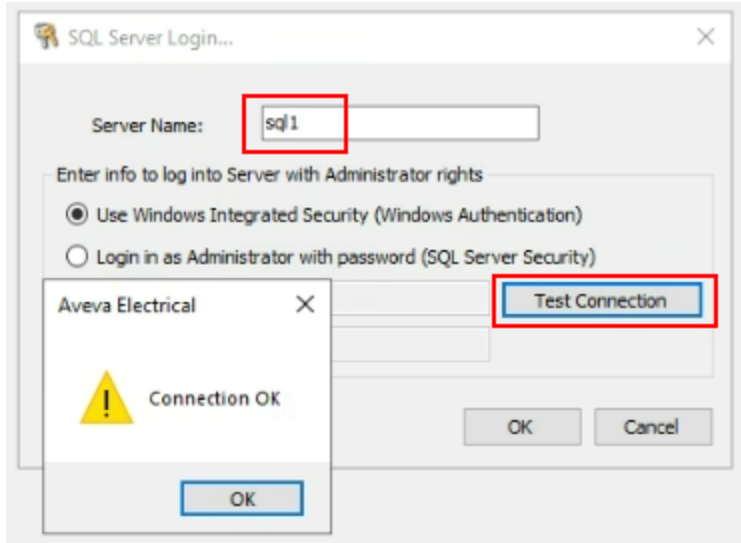 SQL Server Login...
Server Name: sql1
Enter info to log into Server with Administrator rights
Use Windows Integrated Security (Windows Authentication)
Login in as Administrator with password (SQL Server Security)
Aveva Electrical
Test Connection
Connection OK
OK Cancel
OK